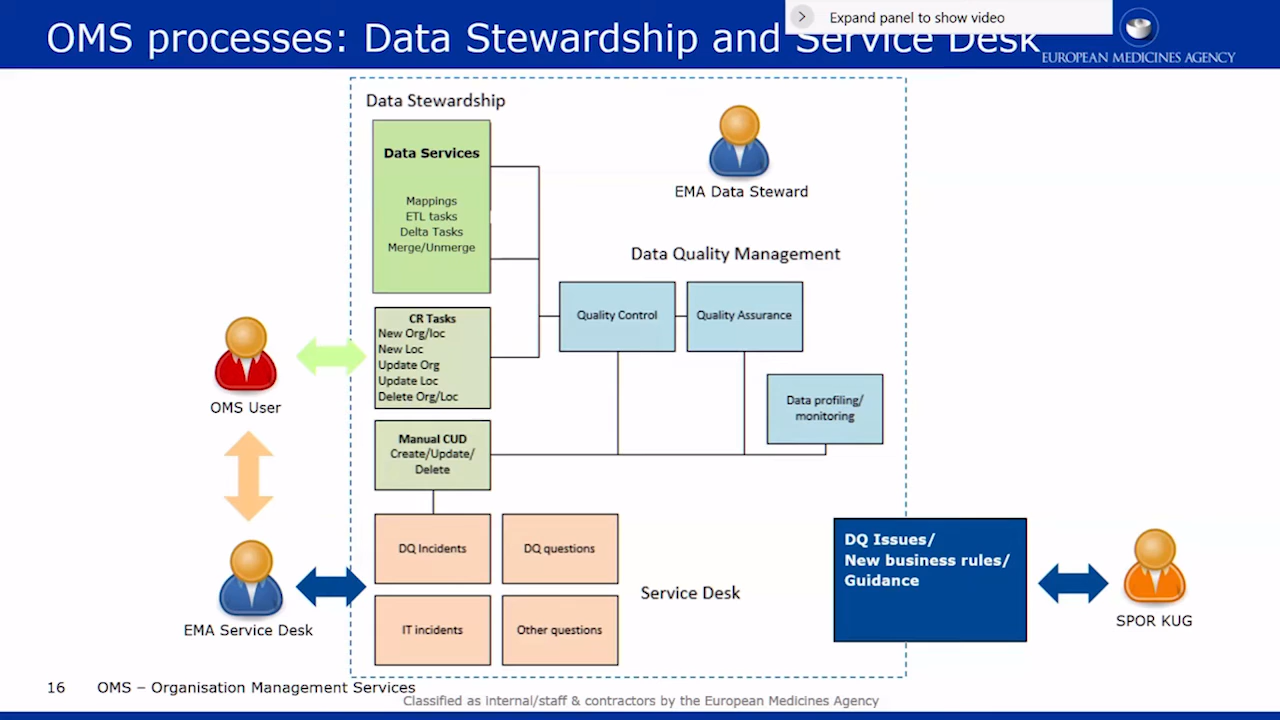 OMS processes: Data Stewardship and Service Desk
Expand panel to show video
EUROPEAN MEDICINES AGENCY
Data Stewardship
Data Services
Mappings
ETL tasks
Delta Tasks
Merge/Unmerge
EMA Data Steward
Data Quality Management
Quality Control
Quality Assurance
CR Tasks
New Org/loc
New Loc
Update Org
Update Loc
Delete Org/Loc
OMS User
Data profiling/
monitoring
Manual CUD
Create/Update/
Delete
DQ Incidents
DQ questions
DQ Issues/
New business rules/
Guidance
Service Desk
EMA Service Desk
IT incidents
Other questions
SPOR KUG
16
OMS – Organisation Management Services
Classified as internal/staff & contractors by the European Medicines Agency